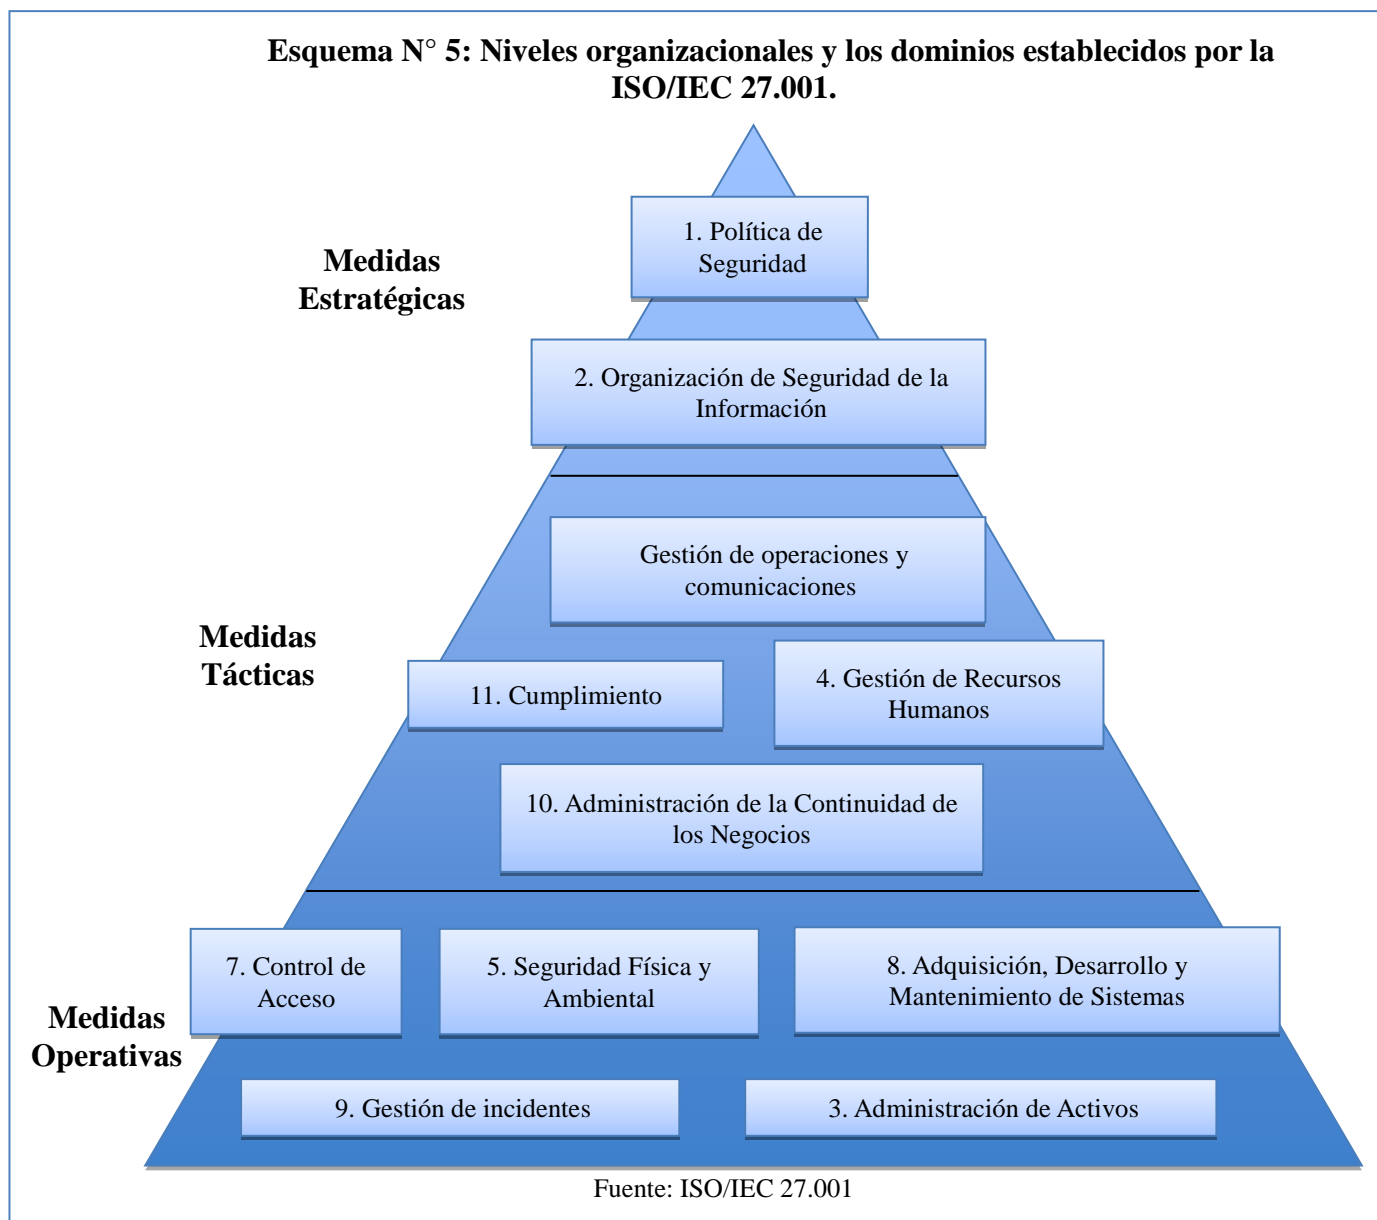 Esquema N° 5: Niveles organizacionales y los dominios establecidos por la
ISO/IEC 27.001.
1. Política de
Seguridad
Medidas
Estratégicas
2. Organización de Seguridad de la
Información
Gestión de operaciones y
comunicaciones
Medidas
Tácticas
11. Cumplimiento
4. Gestión de Recursos
Humanos
10. Administración de la Continuidad de
los Negocios
7. Control de
Acceso
5. Seguridad Física y
Ambiental
8. Adquisición, Desarrollo y
Mantenimiento de Sistemas
Medidas
Operativas
9. Gestión de incidentes
3. Administración de Activos
Fuente: ISO/IEC 27.001